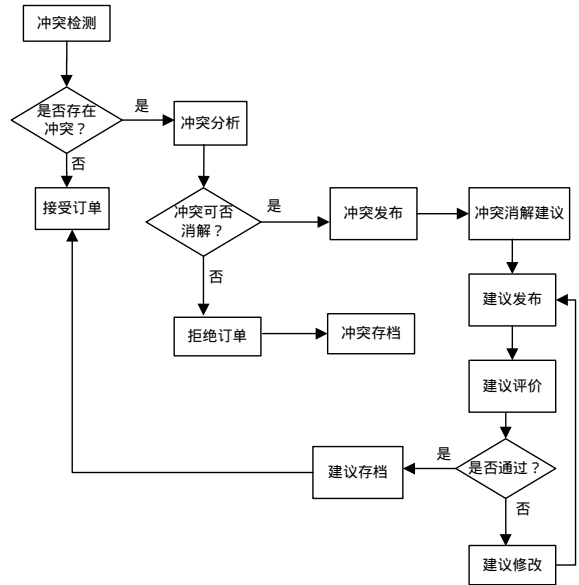 冲突检测
是否存在
冲突？
是
冲突分析
否
接受订单
冲突可否
消解？
是
冲突发布
冲突消解建议
否
建议发布
拒绝订单
冲突存档
建议评价
是
是否通过？
建议存档
否
建议修改